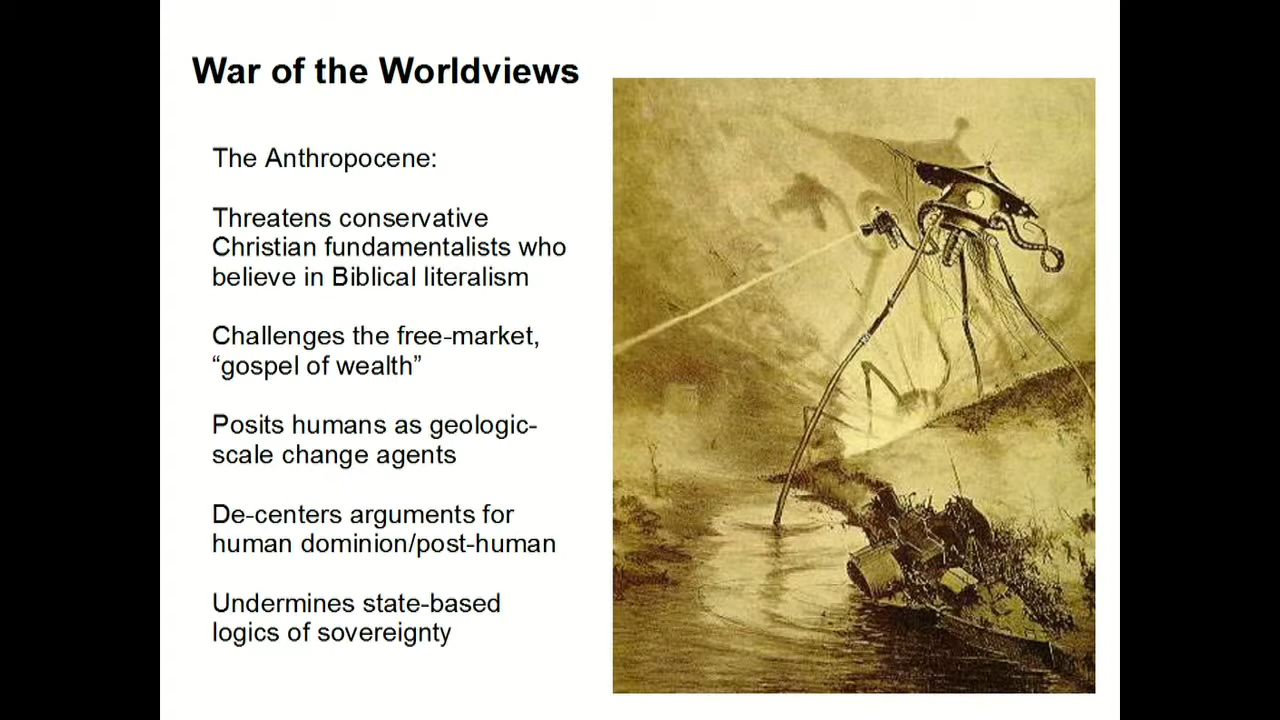 War of the Worldviews
The Anthropocene:
Threatens conservative
Christian fundamentalists who
believe in Biblical literalism
Challenges the free-market,
“gospel of wealth”
Posits humans as geologic-
scale change agents
De-centers arguments for
human dominion/post-human
Undermines state-based
logics of sovereignty